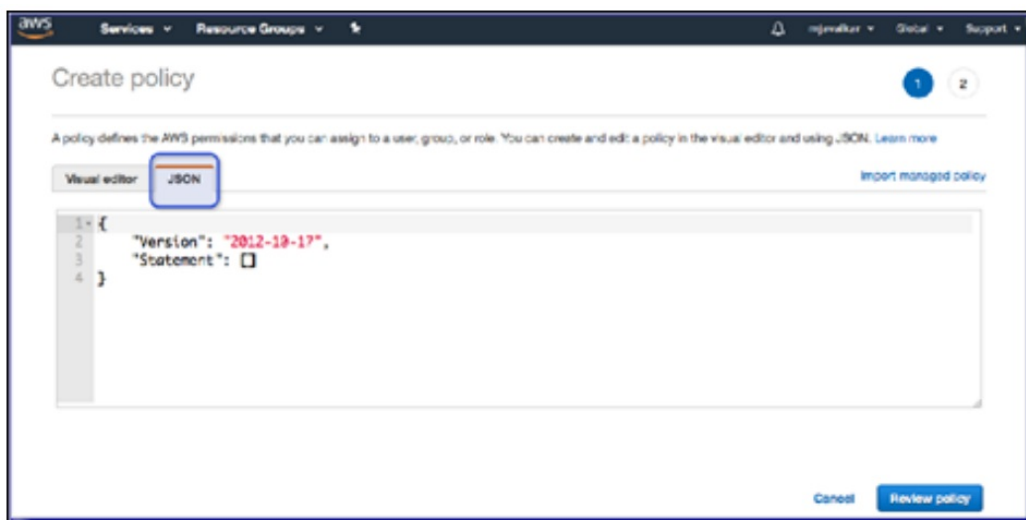 aws Services Resource Groups Global Support
Create policy 1 2
A policy defines the AWS permissions that you can assign to a user, group, or role. You can create and edit a policy in the visual editor and using JSON. Learn more
Visual editor JSON Import managed policy
1 {
2 "Version": "2012-10-17",
3 "Statement": []
4 }
Cancel Review policy